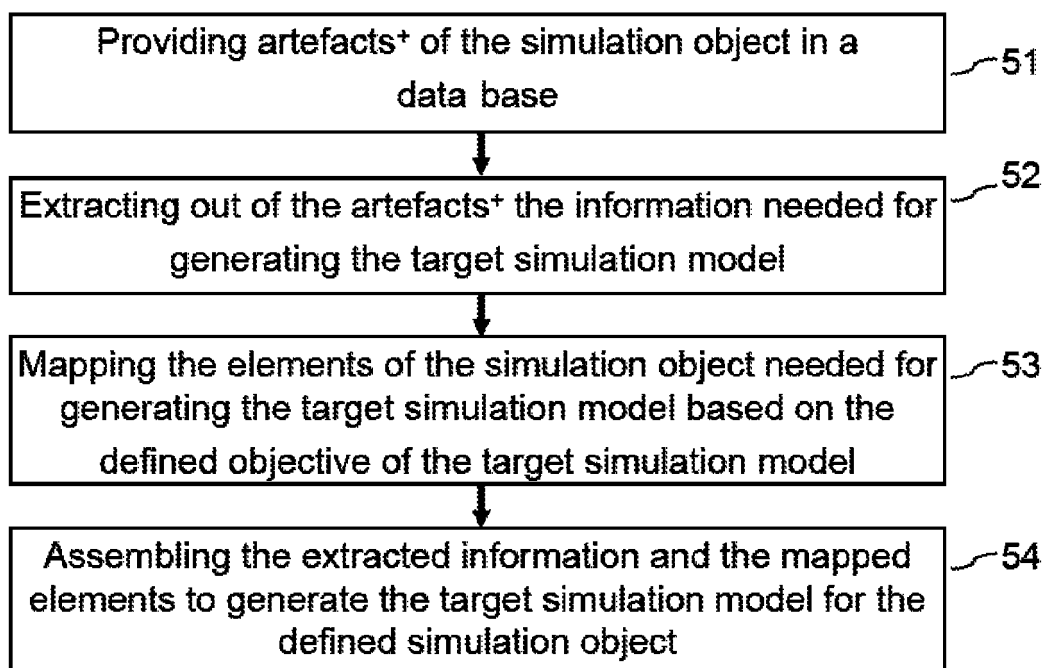 Providing artefacts⁺ of the simulation object in a
data base
51
Extracting out of the artefacts⁺ the information needed for
generating the target simulation model
52
Mapping the elements of the simulation object needed for
generating the target simulation model based on the
defined objective of the target simulation model
53
Assembling the extracted information and the mapped
elements to generate the target simulation model for the
defined simulation object
54